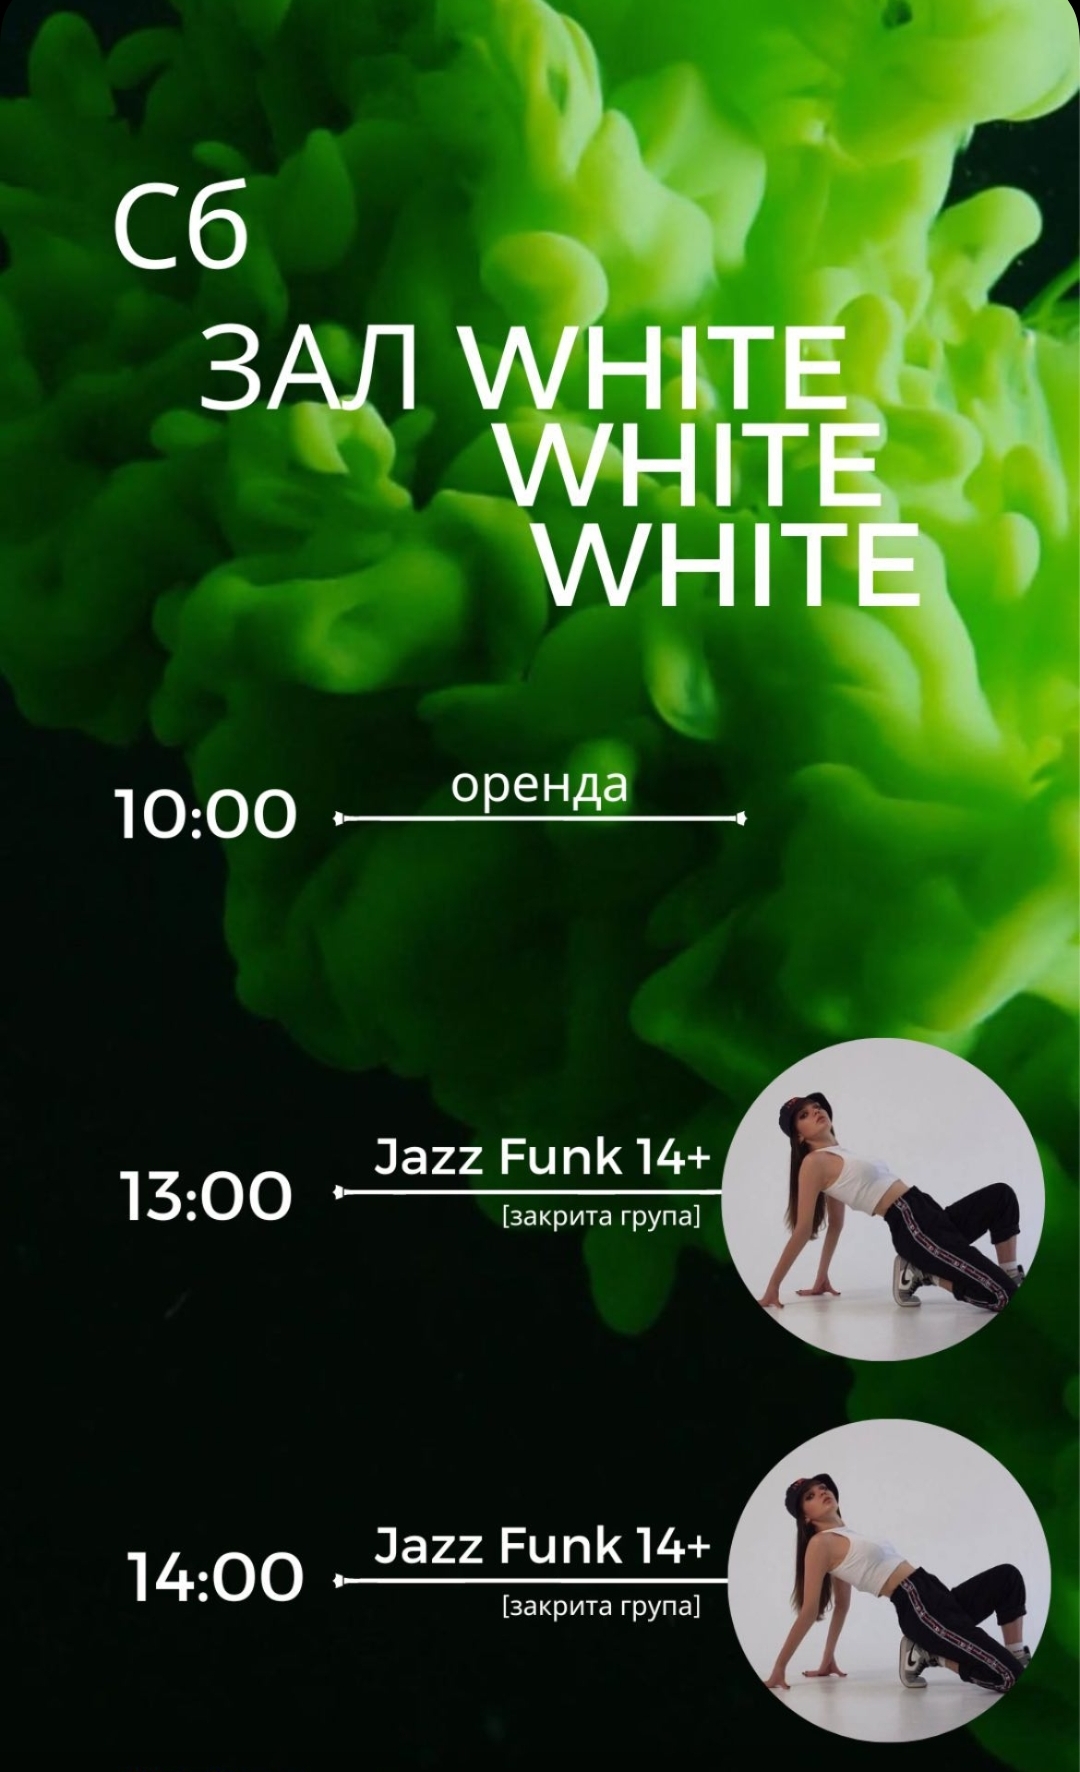 Сб
ЗАЛ WHITE
WHITE
WHITE
оренда
10:00
Jazz Funk 14+
13:00
[закрита група]
Jazz Funk 14+
14:00
[закрита група]